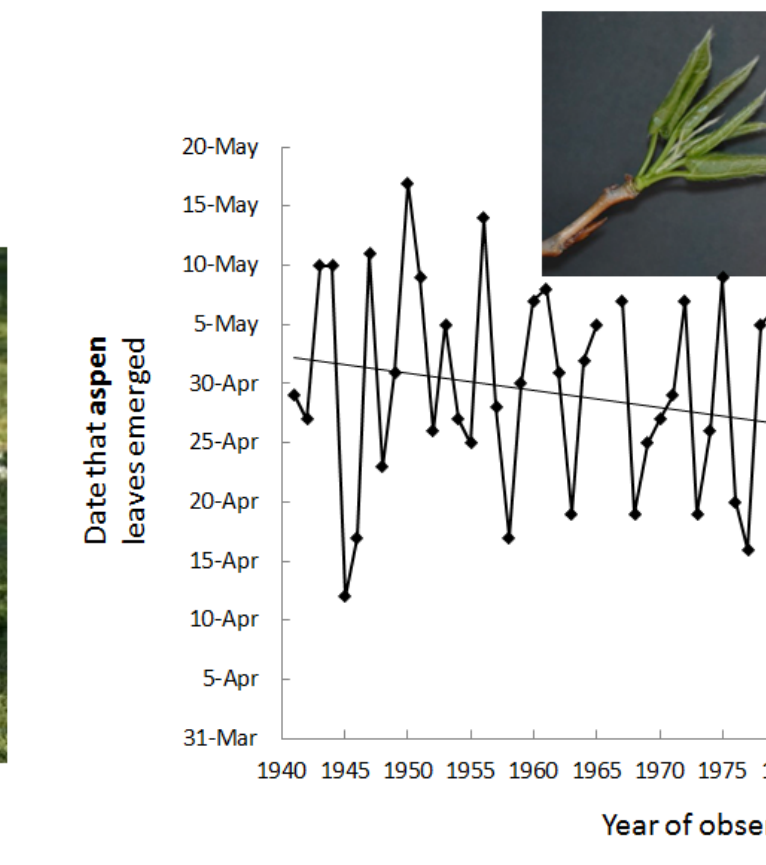 20-May
15-May
10-May
5-May
30-Apr
25-Apr
20-Apr
15-Apr
10-Apr
5-Apr
31-Mar
Date that aspen
leaves emerged
1940 1945 1950 1955 1960 1965 1970 1975
Year of